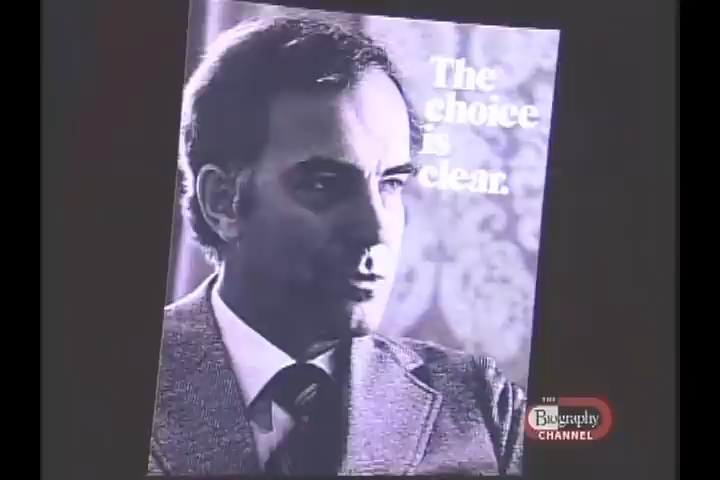 The
choice
is
clear.
THE
Biography
CHANNEL